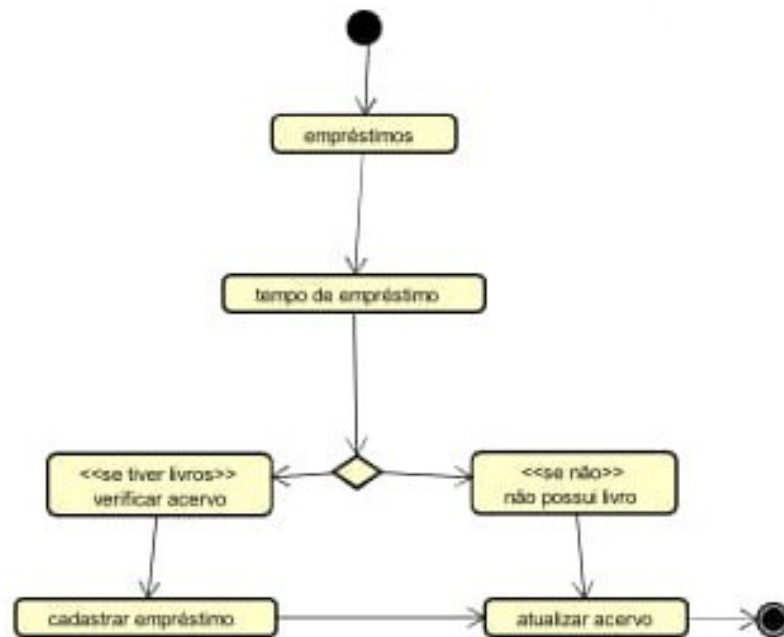 empréstimos
tempo de empréstimo
<<se tiver livros>>
verificar acervo
<<se não>>
não possui livro
cadastrar empréstimo
atualizar acervo